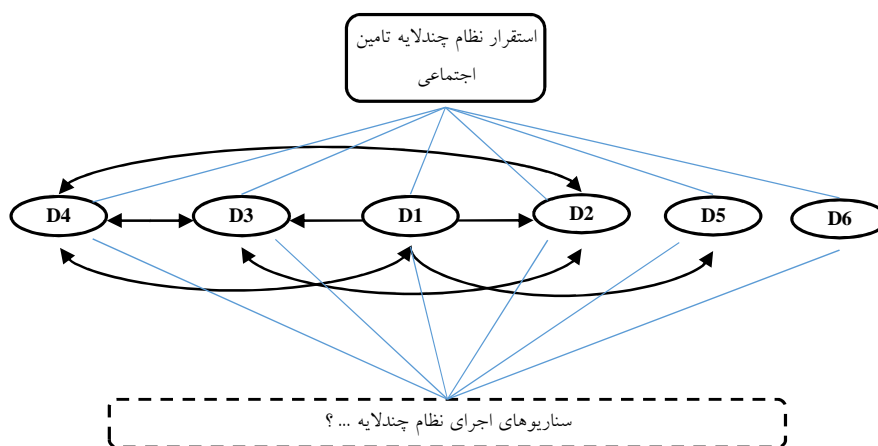 استقرار نظام چندلایه تامین
اجتماعی
D4 D3 D1 D2 D5 D6
سناریوهای اجرای نظام چندلایه ... ؟